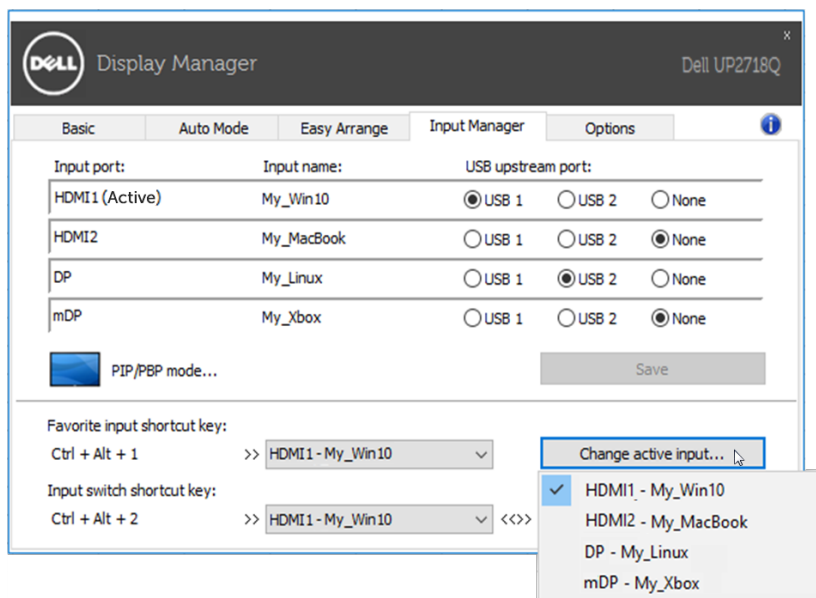 x
DELL Display Manager Dell UP2718Q
Basic Auto Mode Easy Arrange Input Manager Options i
Input port: Input name: USB upstream port:
HDMI1 (Active) My_Win10 USB 1 USB 2 None
HDMI2 My_MacBook USB 1 USB 2 None
DP My_Linux USB 1 USB 2 None
mDP My_Xbox USB 1 USB 2 None
PIP/PBP mode... Save
Favorite input shortcut key:
Ctrl + Alt + 1 >> HDMI1 - My_Win10 Change active input...
Input switch shortcut key:
Ctrl + Alt + 2 >> HDMI1 - My_Win10 <<>>
HDMI1 - My_Win10
HDMI2 - My_MacBook
DP - My_Linux
mDP - My_Xbox